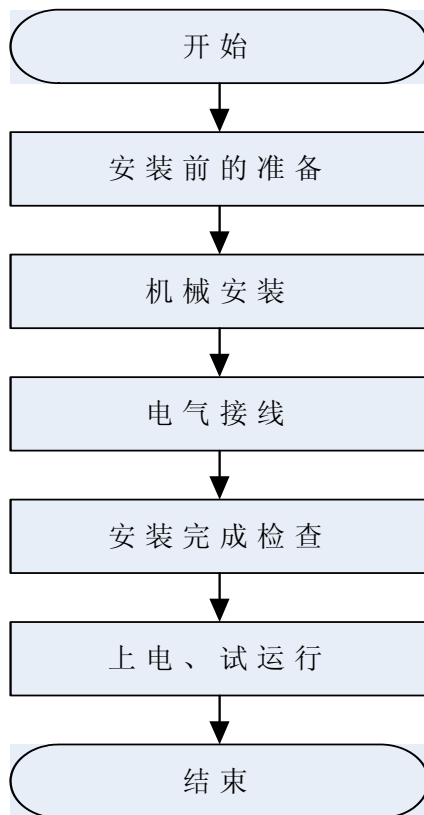 开始
安装前的准备
机械安装
电气接线
安装完成检查
上电、试运行
结束